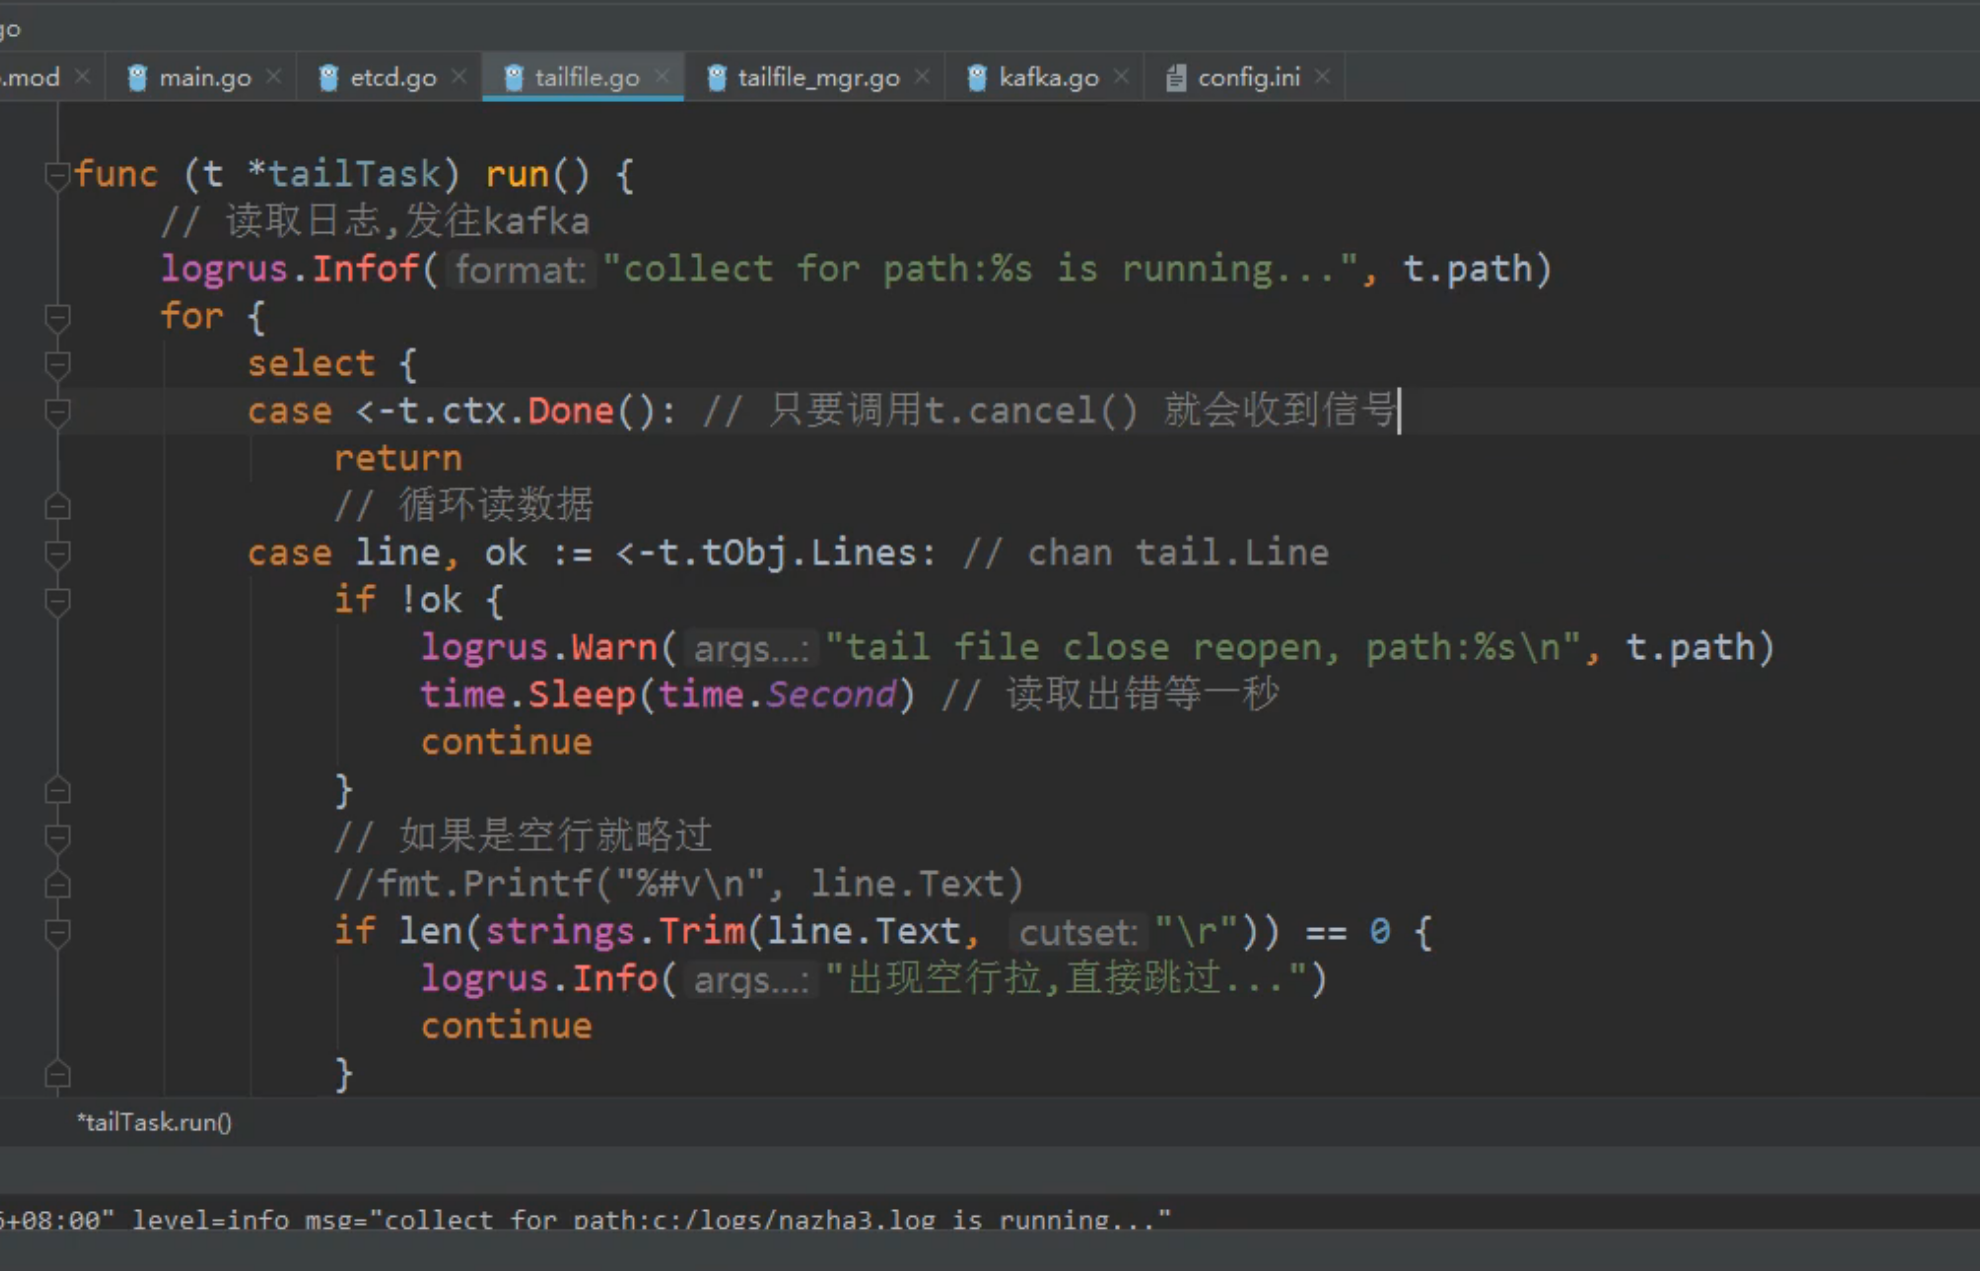 go
.mod × main.go × etcd.go × tailfile.go × tailfile_mgr.go × kafka.go × config.ini ×
func (t *tailTask) run() {
    // 读取日志,发往kafka
    logrus.Infof( format: "collect for path:%s is running...", t.path)
    for {
        select {
        case <-t.ctx.Done(): // 只要调用t.cancel() 就会收到信号
            return
            // 循环读数据
        case line, ok := <-t.tObj.Lines: // chan tail.Line
            if !ok {
                logrus.Warn( args...: "tail file close reopen, path:%s\n", t.path)
                time.Sleep(time.Second) // 读取出错等一秒
                continue
            }
            // 如果是空行就略过
            //fmt.Printf("%#v\n", line.Text)
            if len(strings.Trim(line.Text, cutset: "\r")) == 0 {
                logrus.Info( args...: "出现空行拉,直接跳过...")
                continue
            }
*tailTask.run()
+08:00" level=info msg="collect for path:c:/logs/nazha3.log is running..."